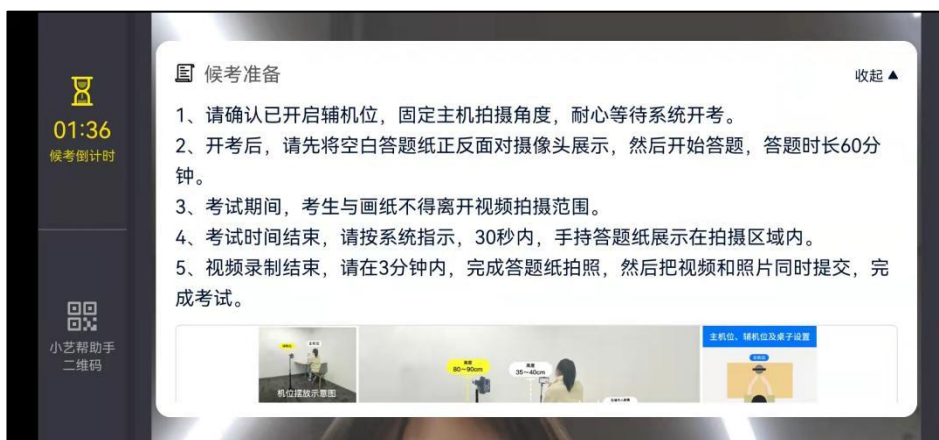 01:36
候考倒计时
小艺帮助手
二维码
候考准备
收起▲
1、请确认已开启辅机位，固定主机拍摄角度，耐心等待系统开考。
2、开考后，请先将空白答题纸正反面对摄像头展示，然后开始答题，答题时长60分
钟。
3、考试期间，考生与画纸不得离开视频拍摄范围。
4、考试时间结束，请按系统指示，30秒内，手持答题纸展示在拍摄区域内。
5、视频录制结束，请在3分钟内，完成答题纸拍照，然后把视频和照片同时提交，完
成考试。
机位摆放示意图
高度
80~90cm
高度
35~40cm
主机位、辅机位及桌子设置